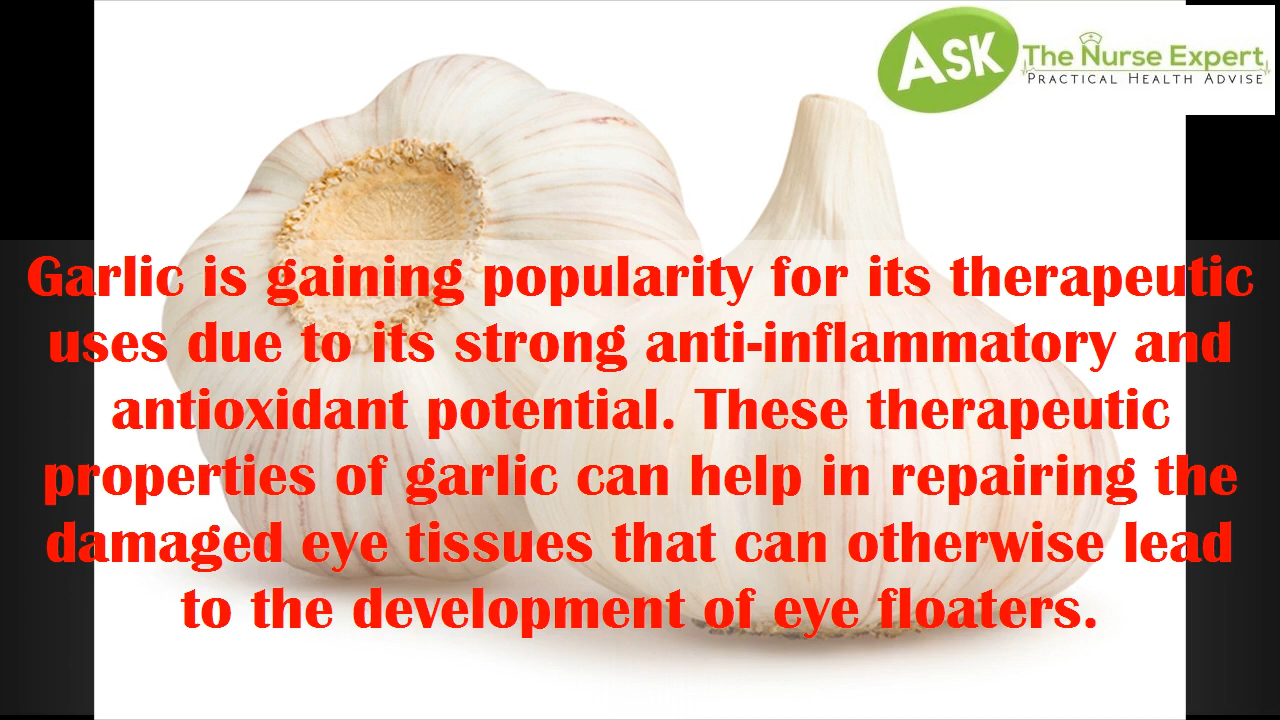 ASK
The Nurse Expert
PRACTICAL HEALTH ADVISE
Garlic is gaining popularity for its therapeutic
uses due to its strong anti-inflammatory and
antioxidant potential. These therapeutic
properties of garlic can help in repairing the
damaged eye tissues that can otherwise lead
to the development of eye floaters.